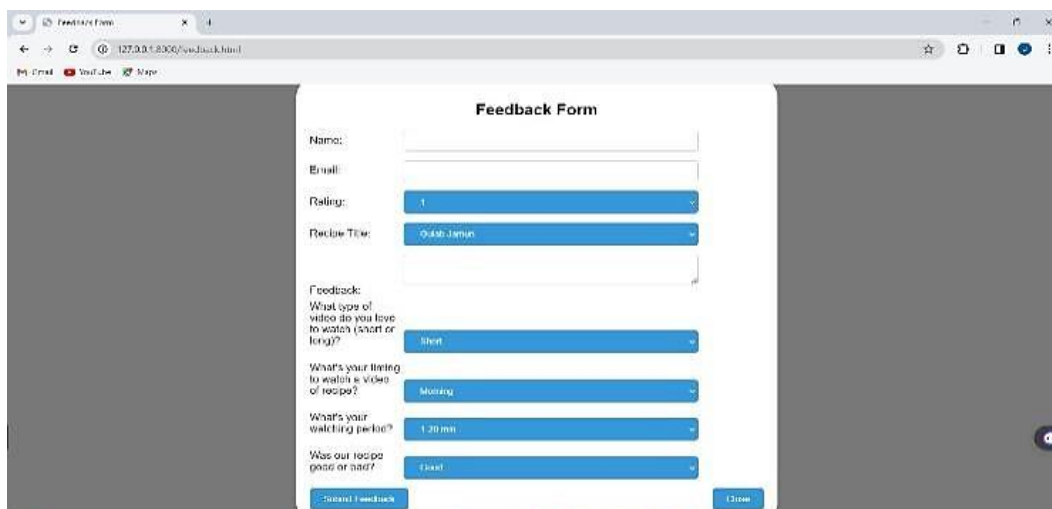 Feedback Form
127.0.0.1:8000/feedback.html
Gmail YouTube Maps
Feedback Form
Name:
Email:
Rating:
1
Recipe Title:
Gulab Jamun
Feedback:
What type of
video do you love
to watch (short or
long)?
Short
What's your timing
to watch a video
of recipe?
Morning
What's your
watching period?
1-20 min
Was our recipe
good or bad?
Good
Submit Feedback
Close